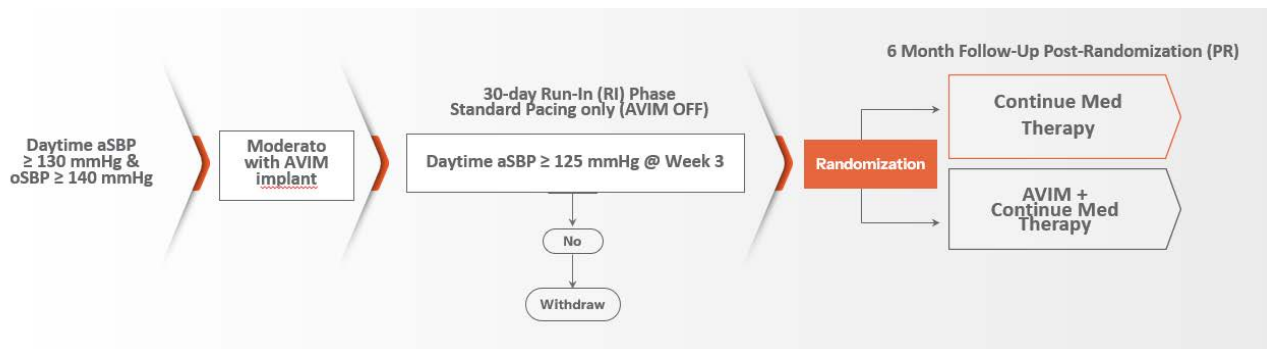 Daytime aSBP
≥ 130 mmHg &
oSBP ≥ 140 mmHg
Moderato
with AVIM
implant
30-day Run-In (RI) Phase
Standard Pacing only (AVIM OFF)
Daytime aSBP ≥ 125 mmHg @ Week 3
No
Withdraw
Randomization
6 Month Follow-Up Post-Randomization (PR)
Continue Med
Therapy
AVIM +
Continue Med
Therapy